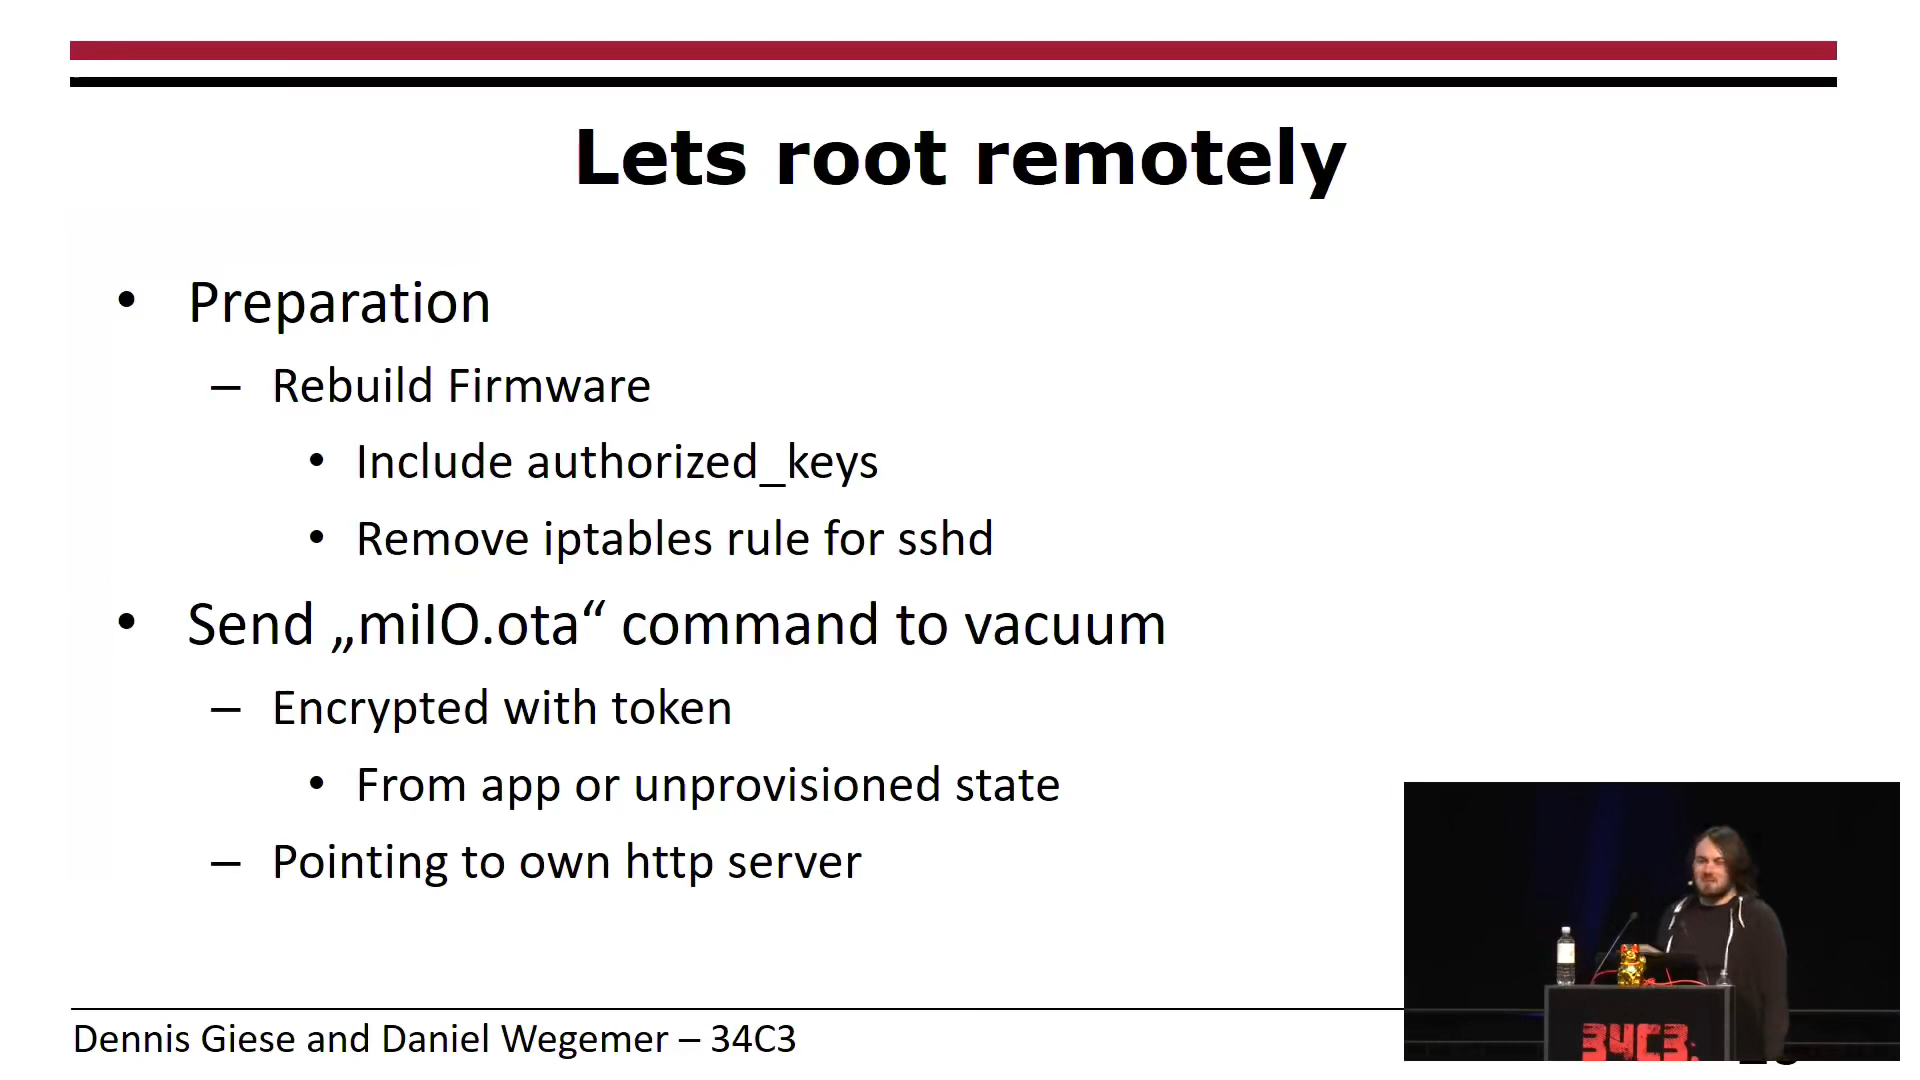 Lets root remotely
• Preparation
– Rebuild Firmware
• Include authorized_keys
• Remove iptables rule for sshd
• Send „miIO.ota“ command to vacuum
– Encrypted with token
• From app or unprovisioned state
– Pointing to own http server
Dennis Giese and Daniel Wegemer – 34C3
34C3